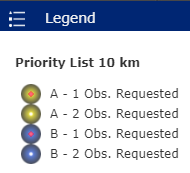 Legend
Priority List 10 km
A - 1 Obs. Requested
A - 2 Obs. Requested
B - 1 Obs. Requested
B - 2 Obs. Requested